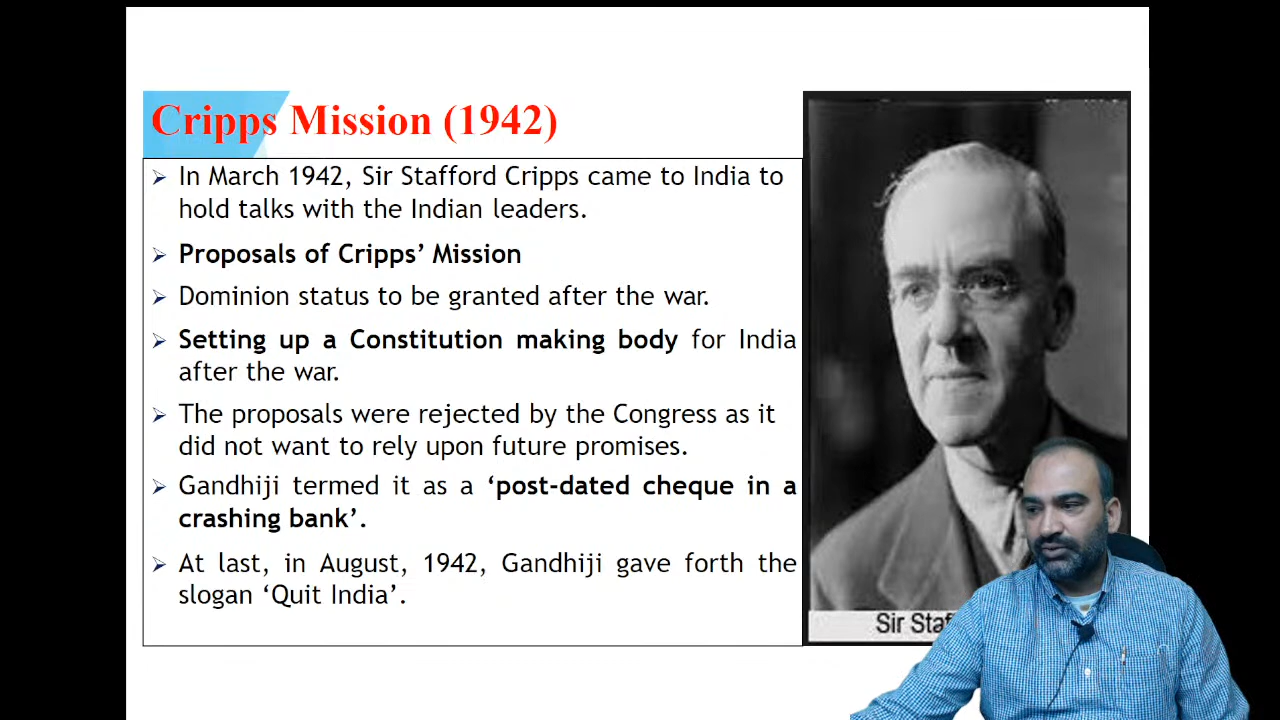 Cripps Mission (1942)
➢ In March 1942, Sir Stafford Cripps came to India to
hold talks with the Indian leaders.
➢ Proposals of Cripps’ Mission
➢ Dominion status to be granted after the war.
➢ Setting up a Constitution making body for India
after the war.
➢ The proposals were rejected by the Congress as it
did not want to rely upon future promises.
➢ Gandhiji termed it as a ‘post-dated cheque in a
crashing bank’.
➢ At last, in August, 1942, Gandhiji gave forth the
slogan ‘Quit India’.
Sir